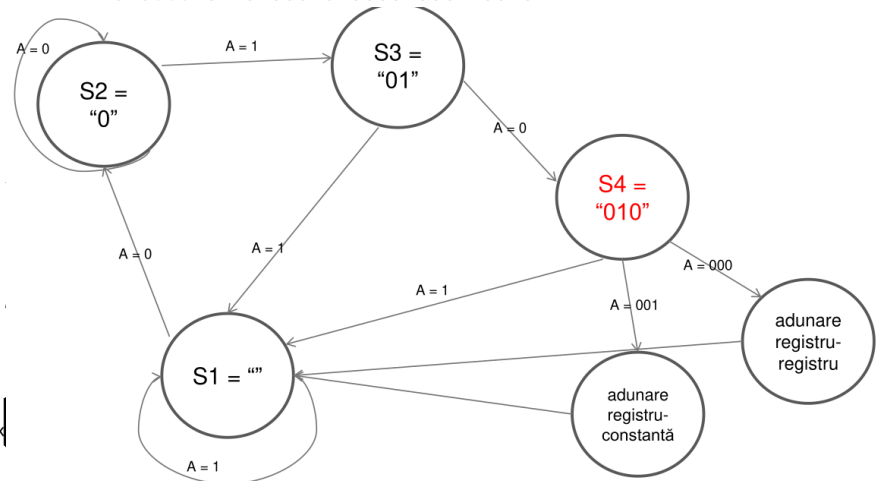 A = 0
A = 1
S2 =
“0”
S3 =
“01”
A = 0
S4 =
“010”
A = 0
A = 1
A = 000
A = 1
A = 001
adunare
registru-
registru
S1 = “”
adunare
registru-
constantă
A = 1